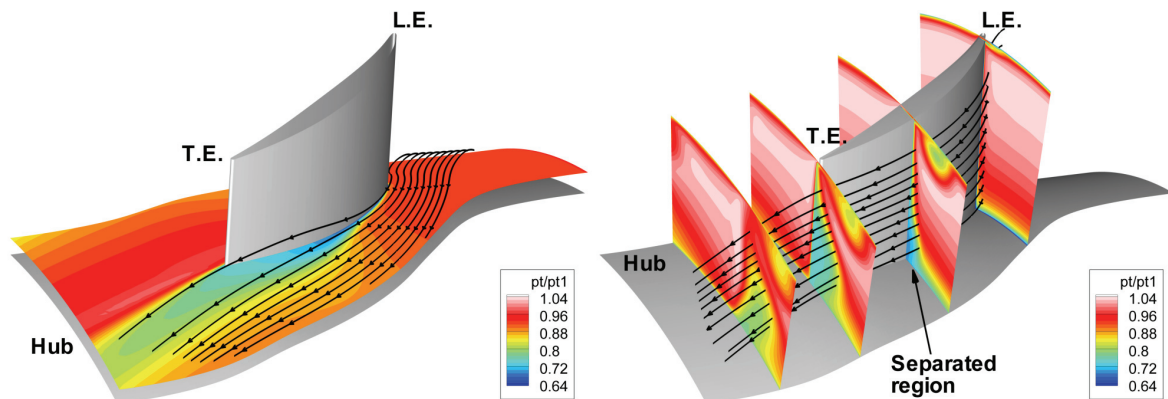 L.E.
T.E.
Hub
pt/pt1
1.04
0.96
0.88
0.8
0.72
0.64
L.E.
T.E.
Hub
Separated
region
pt/pt1
1.04
0.96
0.88
0.8
0.72
0.64